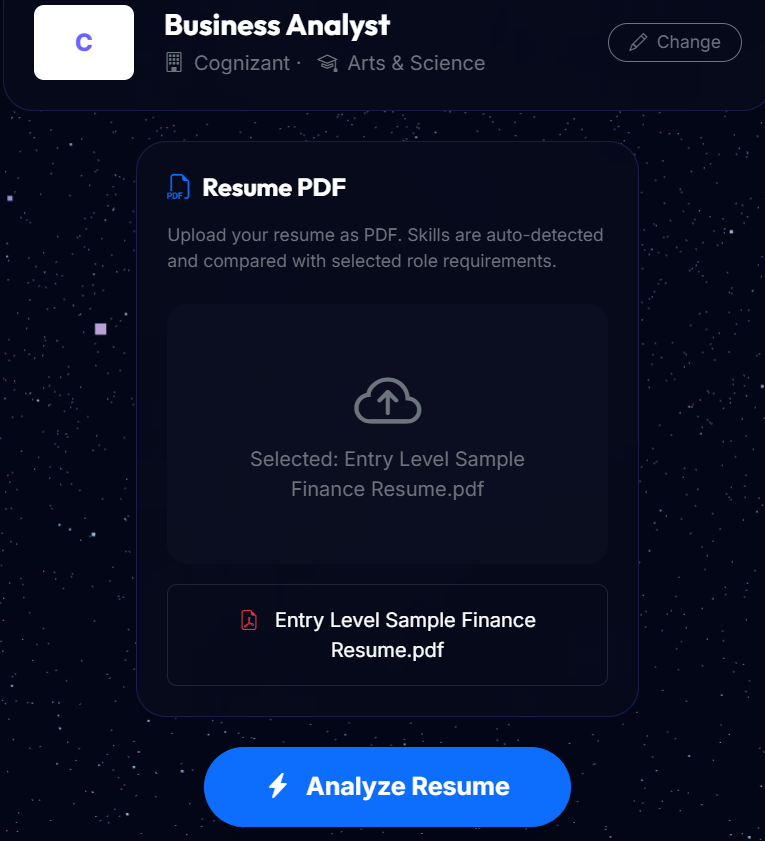 C
Business Analyst
Cognizant · Arts & Science
Change
PDF
Resume PDF
Upload your resume as PDF. Skills are auto-detected
and compared with selected role requirements.
Selected: Entry Level Sample
Finance Resume.pdf
Entry Level Sample Finance
Resume.pdf
Analyze Resume